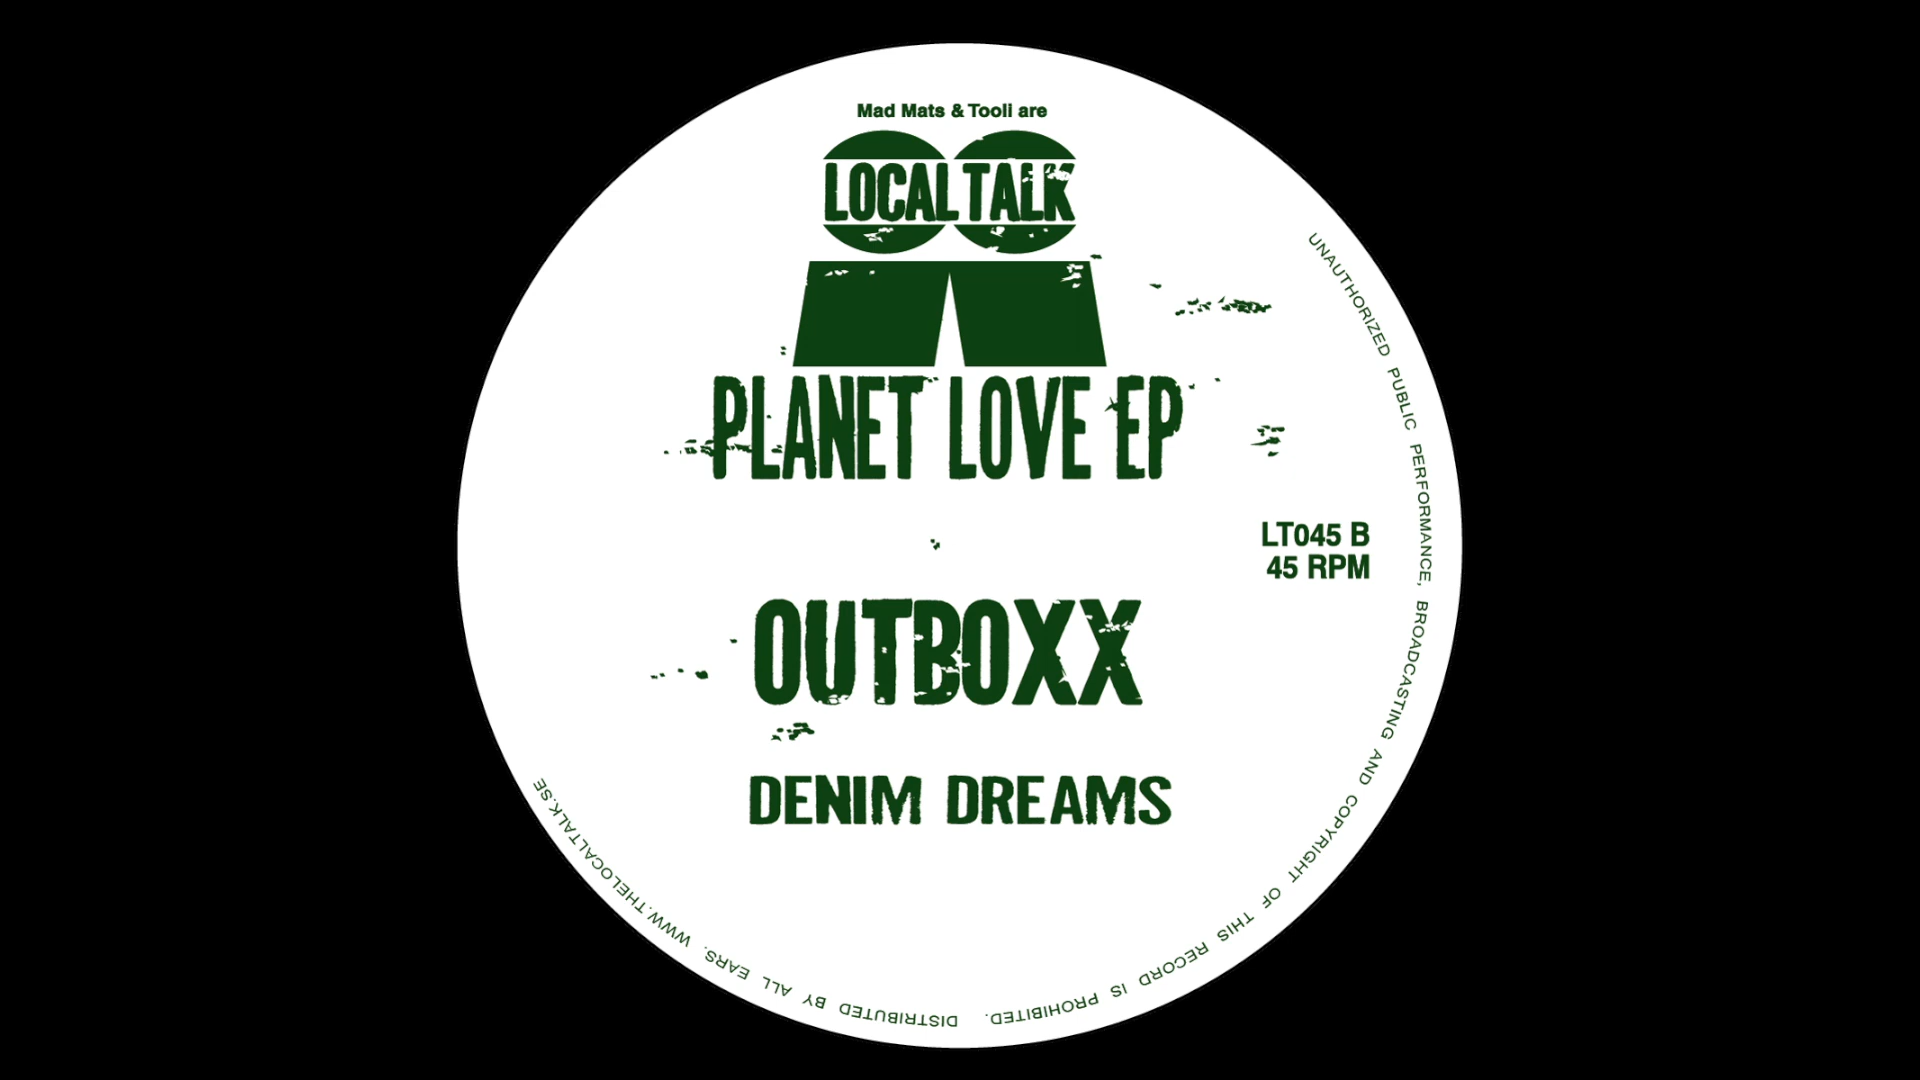 Mad Mats & Tooli are
LOCAL TALK
PLANET LOVE EP
LT045 B
45 RPM
OUTBOXX
DENIM DREAMS
UNAUTHORIZED PUBLIC PERFORMANCE, BROADCASTING AND COPYRIGHT OF THIS RECORD IS PROHIBITED. DISTRIBUTED BY ALL EARS. WWW.THELOCALTALK.SE